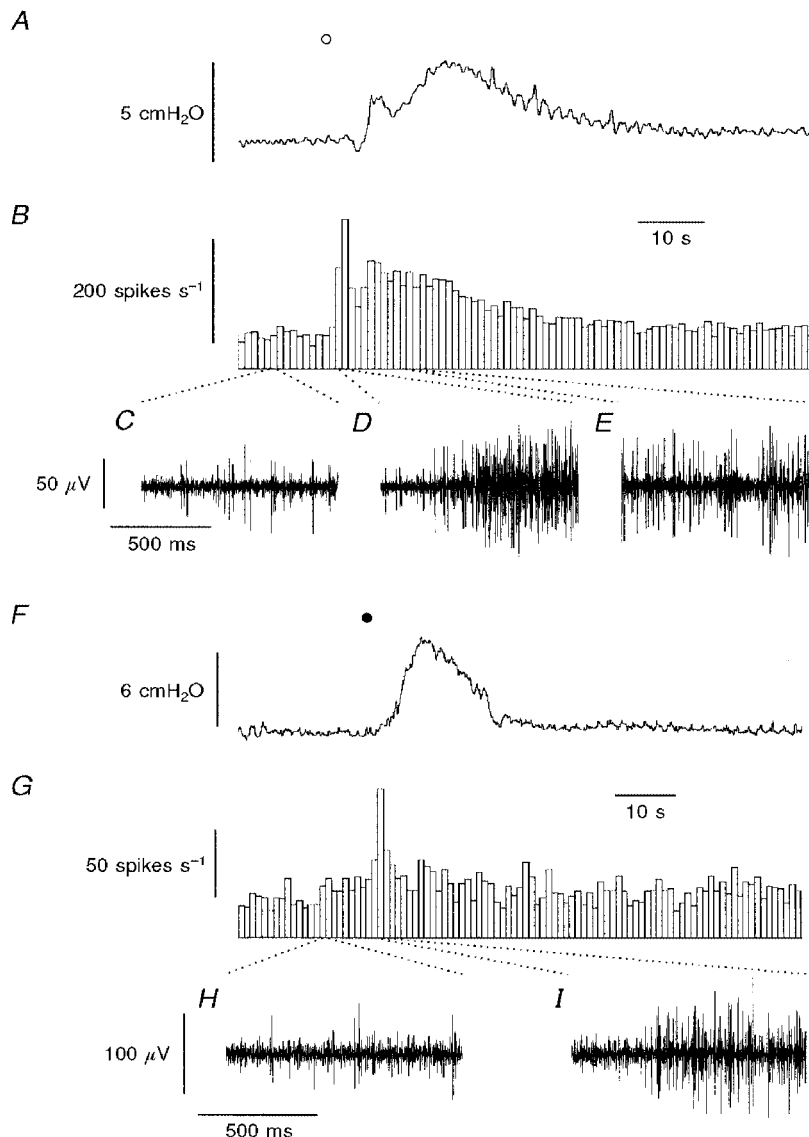 A
5 cmH₂O
B
10 s
200 spikes s⁻¹
C D E
50 μV
500 ms
F
6 cmH₂O
G
10 s
50 spikes s⁻¹
H I
100 μV
500 ms